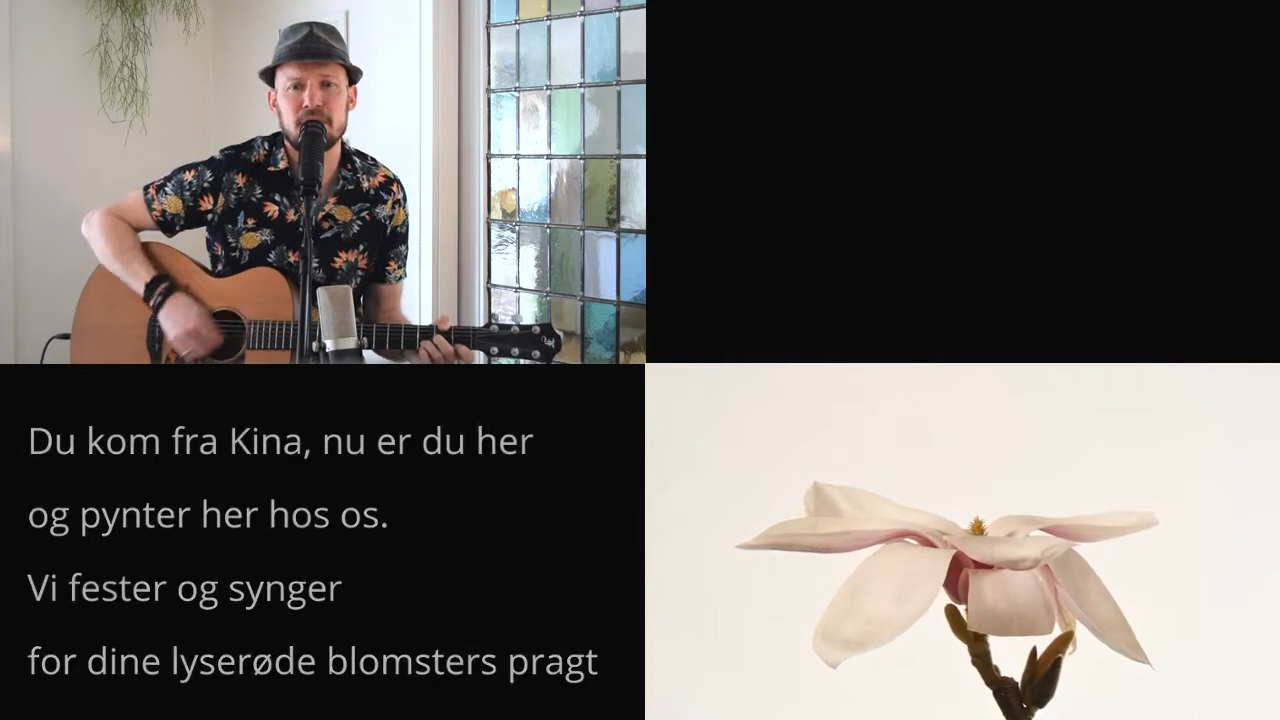 Du kom fra Kina, nu er du her
og pynter her hos os.
Vi fester og synger
for dine lyserøde blomsters pragt